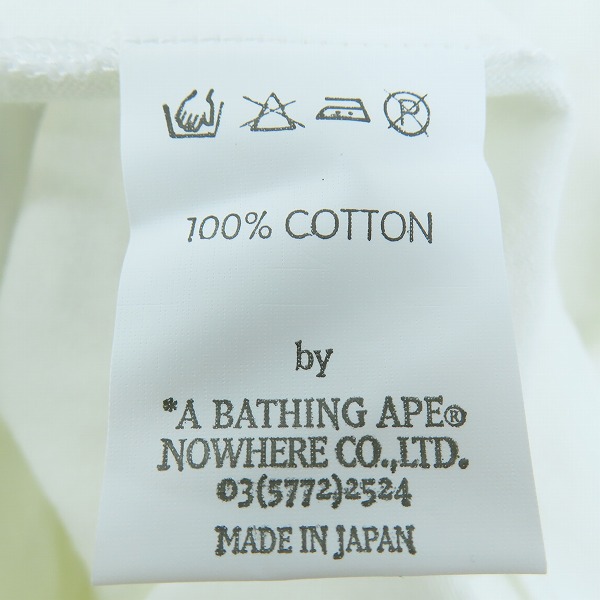 P
100% COTTON
by
*A BATHING APE®
NOWHERE CO.,LTD.
03(5772)2524
MADE IN JAPAN